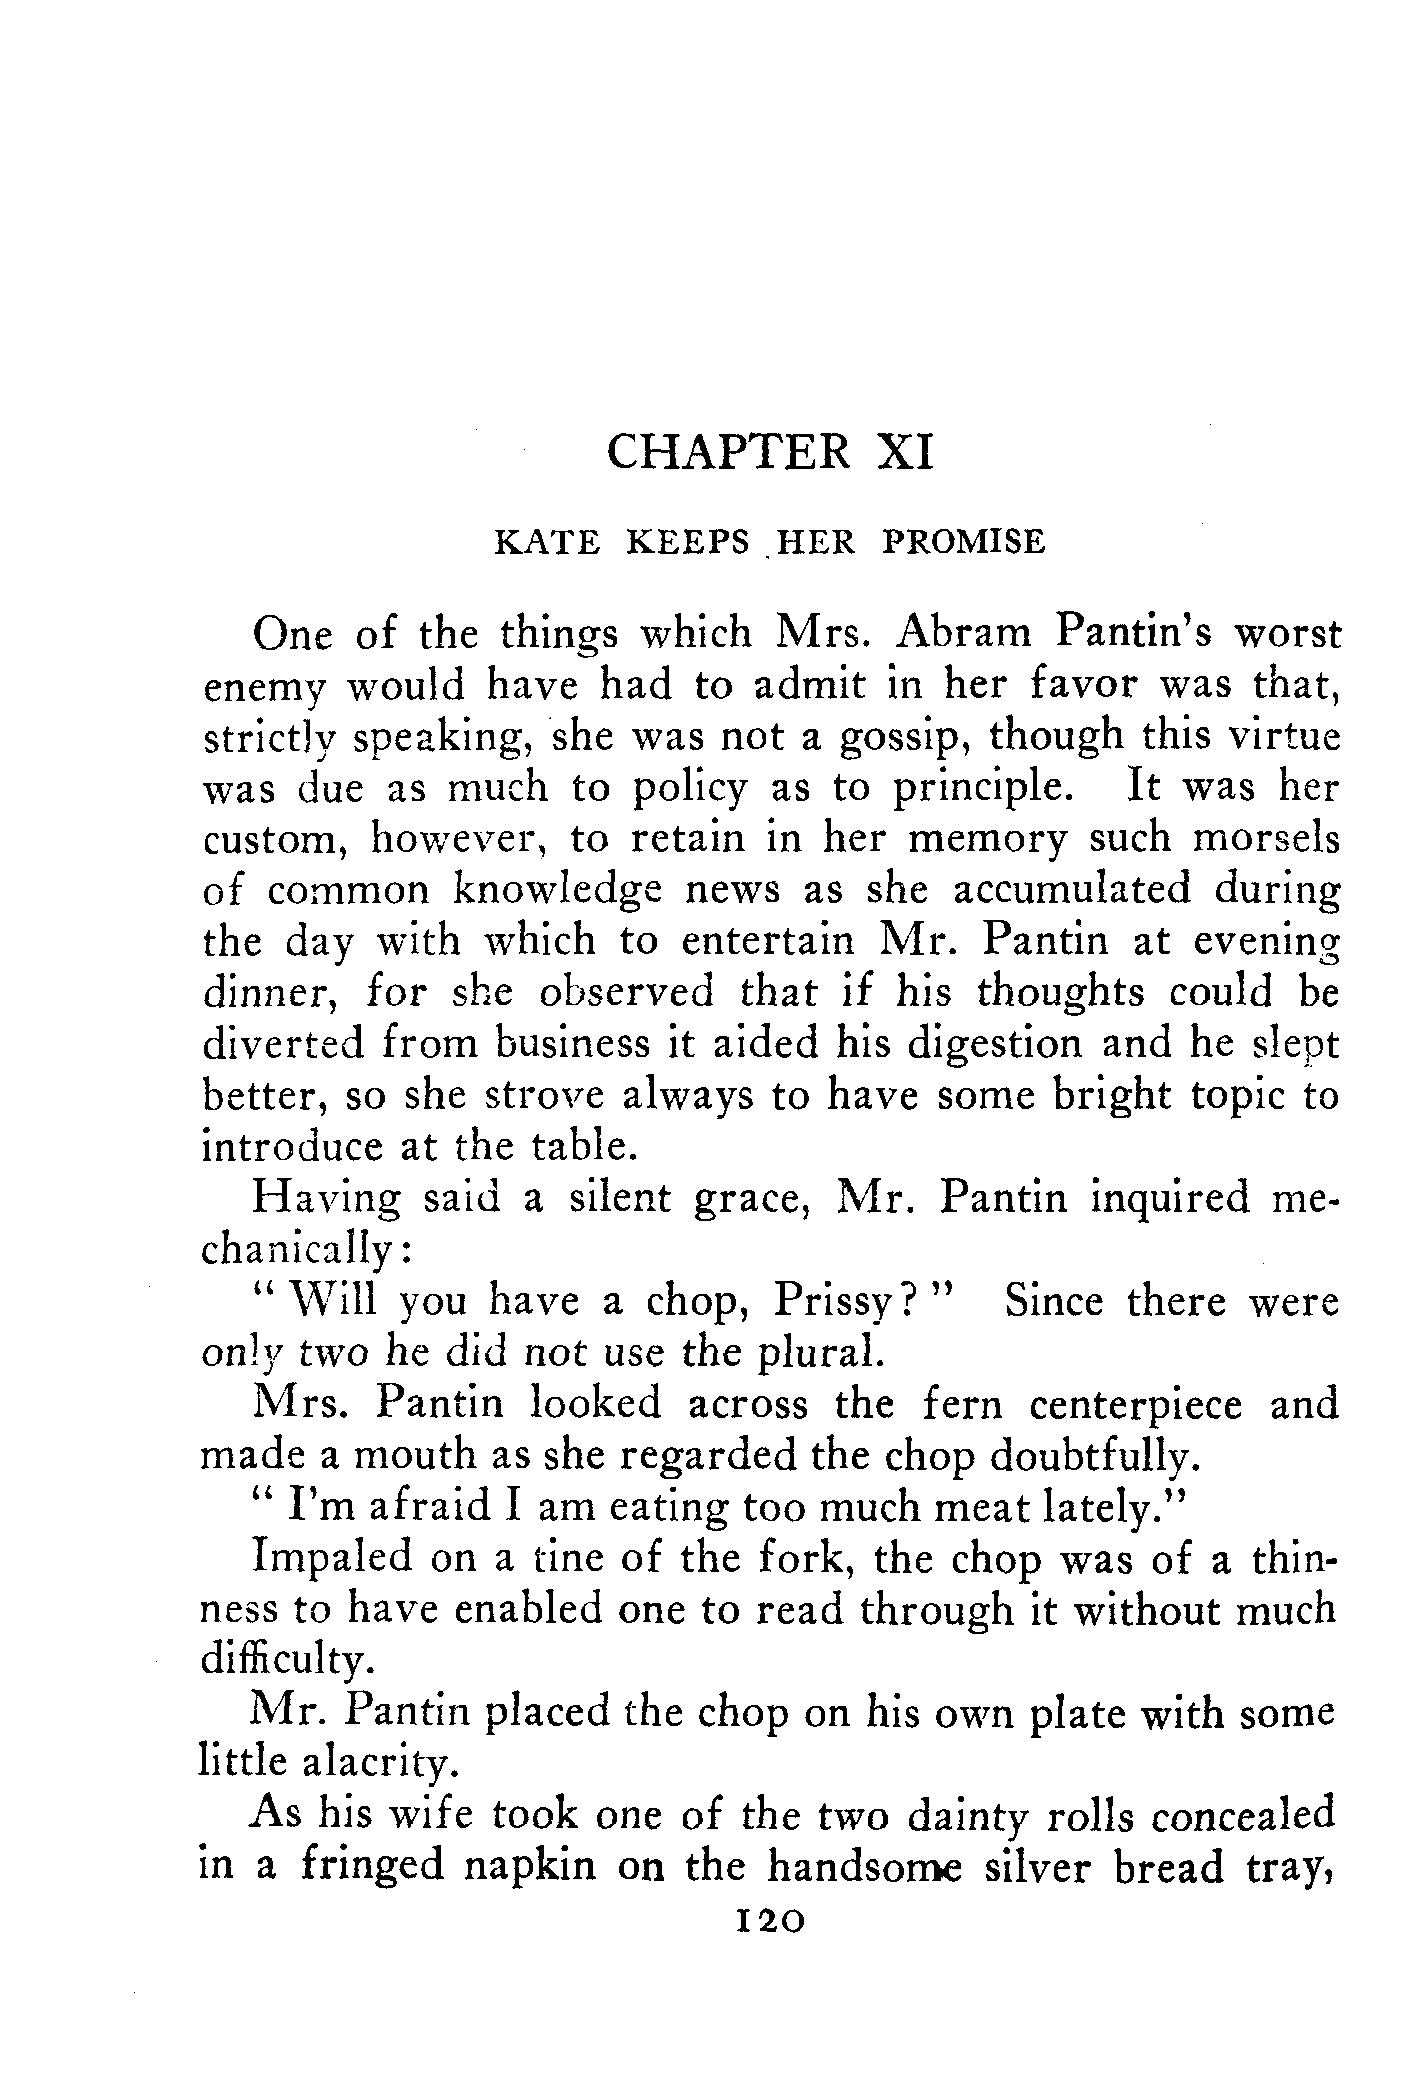 CHAPTER XI
KATE KEEPS HER PROMISE
One of the things which Mrs. Abram Pantin's worst
enemy would have had to admit in her favor was that,
strictly speaking, she was not a gossip, though this virtue
was due as much to policy as to principle. It was her
custom, however, to retain in her memory such morsels
of common knowledge news as she accumulated during
the day with which to entertain Mr. Pantin at evening
dinner, for she observed that if his thoughts could be
diverted from business it aided his digestion and he slept
better, so she strove always to have some bright topic to
introduce at the table.
Having said a silent grace, Mr. Pantin inquired me-
chanically:
" Will you have a chop, Prissy? " Since there were
only two he did not use the plural.
Mrs. Pantin looked across the fern centerpiece and
made a mouth as she regarded the chop doubtfully.
" I'm afraid I am eating too much meat lately."
Impaled on a tine of the fork, the chop was of a thin-
ness to have enabled one to read through it without much
difficulty.
Mr. Pantin placed the chop on his own plate with some
little alacrity.
As his wife took one of the two dainty rolls concealed
in a fringed napkin on the handsome silver bread tray,
120